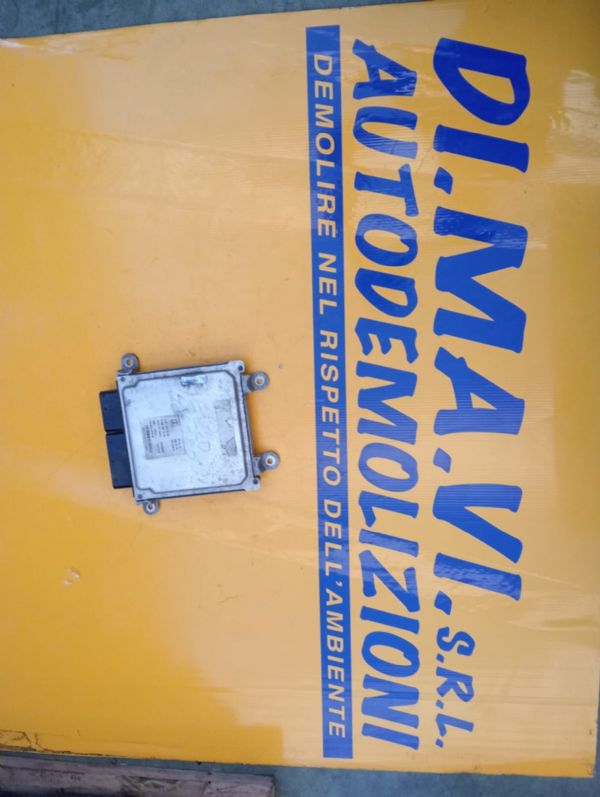 DI.MA.VI.S.R.L.
AUTODEMOLIZIONI
DEMOLIRE NEL RISPETTO DELL'AMBIENTE